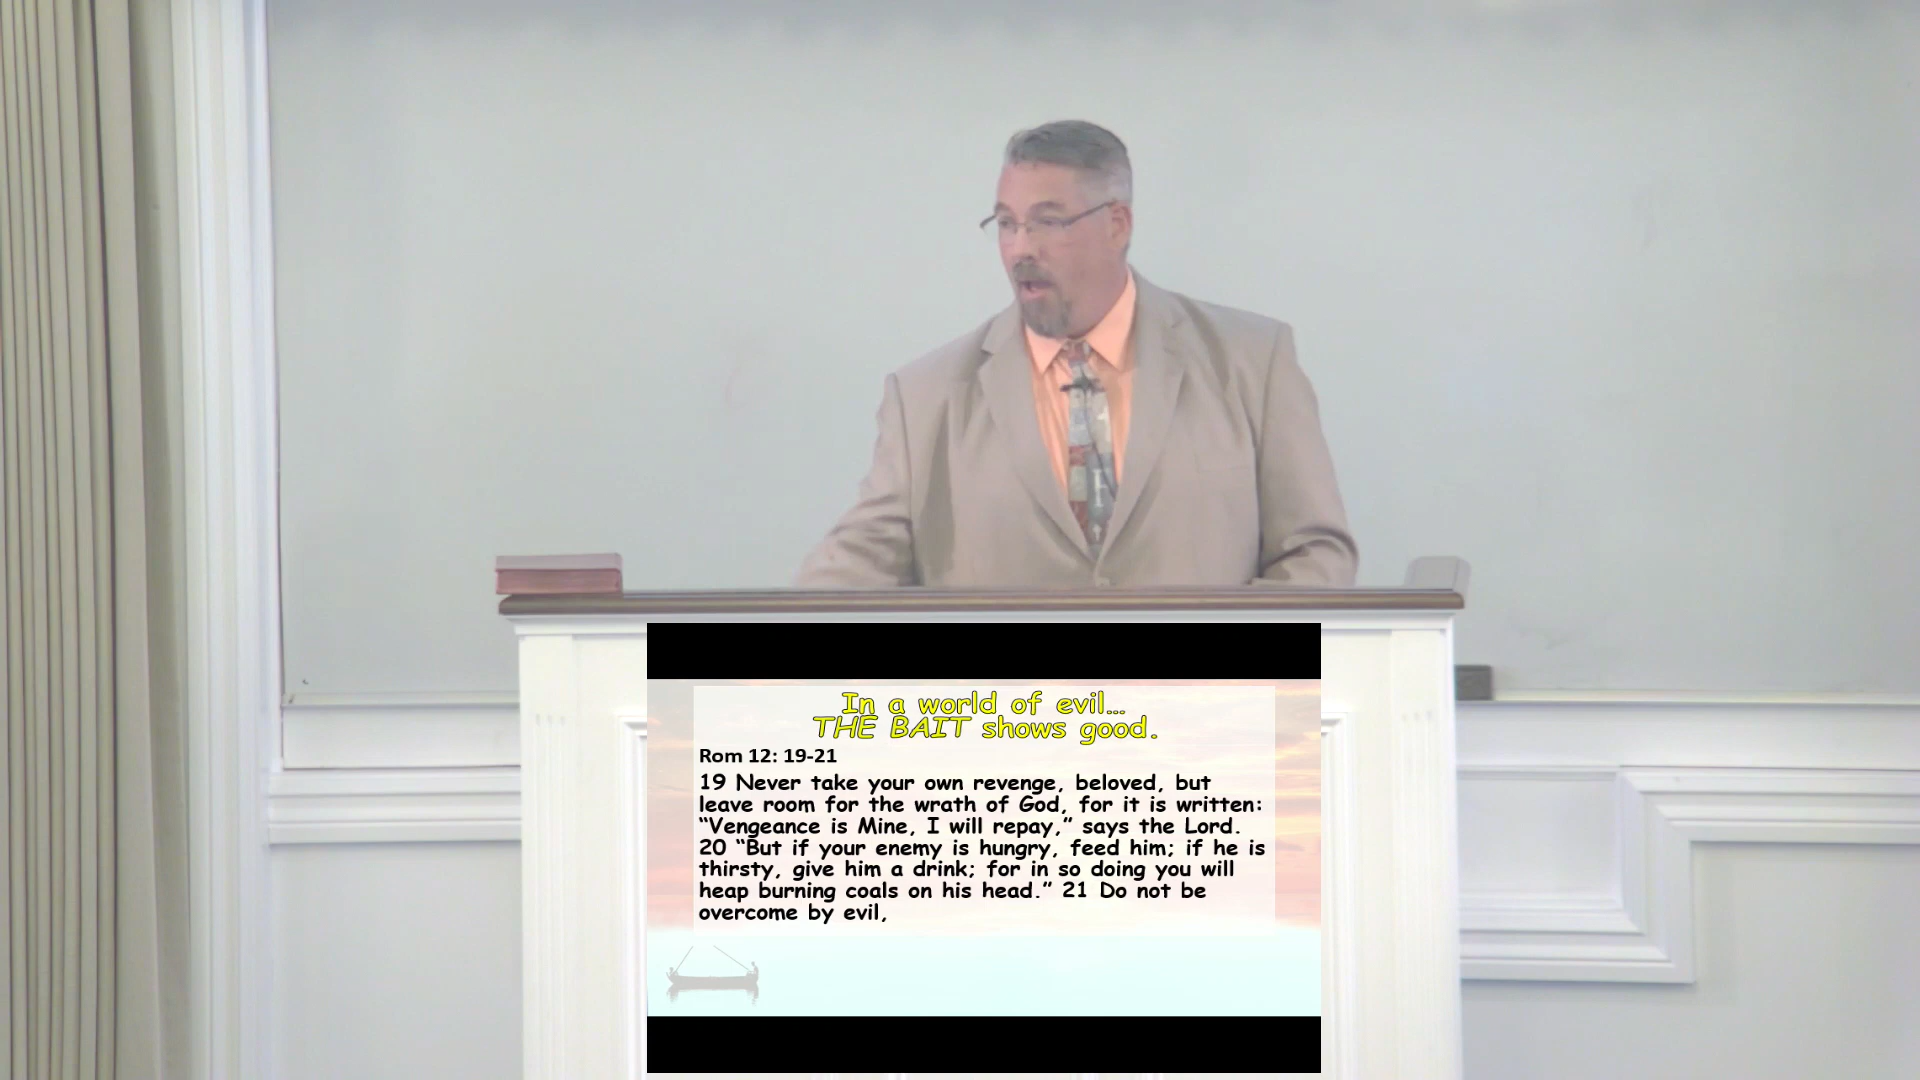 In a world of evil…
THE BAIT shows good.
Rom 12: 19-21
19 Never take your own revenge, beloved, but
leave room for the wrath of God, for it is written:
“Vengeance is Mine, I will repay,” says the Lord.
20 “But if your enemy is hungry, feed him; if he is
thirsty, give him a drink; for in so doing you will
heap burning coals on his head.” 21 Do not be
overcome by evil,